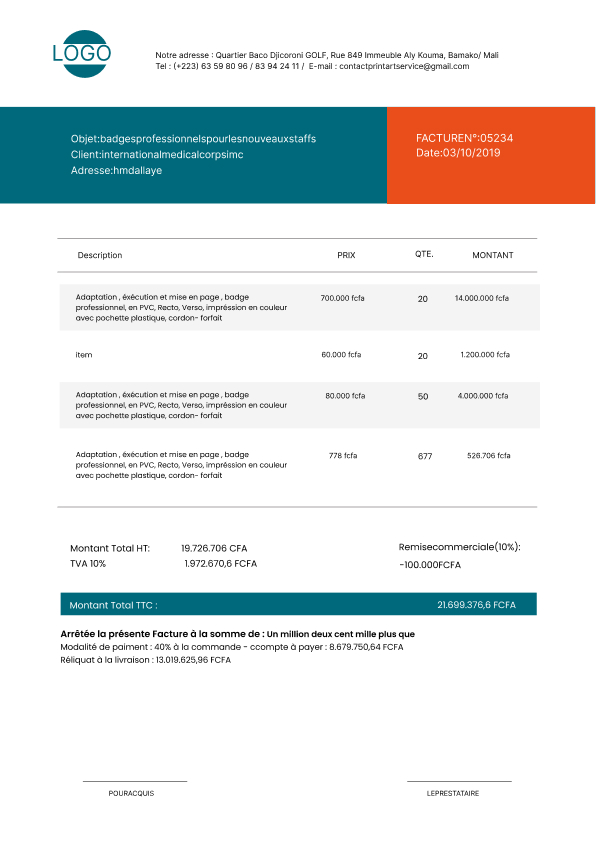 LOGO
Notre adresse : Quartier Baco Djicoroni GOLF, Rue 849 Immeuble Aly Kouma, Bamako/ Mali
Tel : (+223) 63 59 80 96 / 83 94 24 11 / E-mail : contactprintartservice@gmail.com
Objet:badgesprofessionnelspourlesnouveauxstaffs
Client:internationalmedicalcorpsimc
Adresse:hmdallaye
FACTUREN°:05234
Date:03/10/2019
Description PRIX QTE. MONTANT
Adaptation , éxécution et mise en page , badge 700.000 fcfa 20 14.000.000 fcfa
professionnel, en PVC, Recto, Verso, impréssion en couleur
avec pochette plastique, cordon- forfait
item 60.000 fcfa 20 1.200.000 fcfa
Adaptation , éxécution et mise en page , badge 80.000 fcfa 50 4.000.000 fcfa
professionnel, en PVC, Recto, Verso, impréssion en couleur
avec pochette plastique, cordon- forfait
Adaptation , éxécution et mise en page , badge 778 fcfa 677 526.706 fcfa
professionnel, en PVC, Recto, Verso, impréssion en couleur
avec pochette plastique, cordon- forfait
Montant Total HT: 19.726.706 CFA Remisecommerciale(10%):
TVA 10% 1.972.670,6 FCFA -100.000FCFA
Montant Total TTC : 21.699.376,6 FCFA
Arrêtée la présente Facture à la somme de : Un million deux cent mille plus que
Modalité de paiment : 40% à la commande - ccompte à payer : 8.679.750,64 FCFA
Réliquat à la livraison : 13.019.625,96 FCFA
POURACQUIS LEPRESTATAIRE